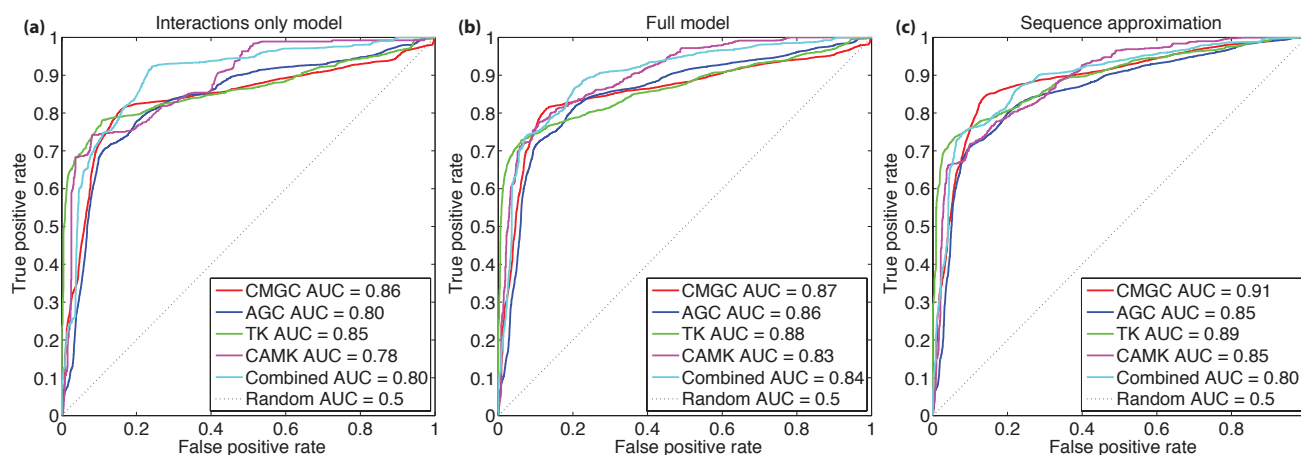 (a) Interactions only model
1
0.9
0.8
0.7
0.6
0.5
0.4
0.3
0.2
0.1
0
True positive rate
CMGC AUC = 0.86
AGC AUC = 0.80
TK AUC = 0.85
CAMK AUC = 0.78
Combined AUC = 0.80
Random AUC = 0.5
0 0.2 0.4 0.6 0.8 1
False positive rate
(b) Full model
1
0.9
0.8
0.7
0.6
0.5
0.4
0.3
0.2
0.1
0
True positive rate
CMGC AUC = 0.87
AGC AUC = 0.86
TK AUC = 0.88
CAMK AUC = 0.83
Combined AUC = 0.84
Random AUC = 0.5
0 0.2 0.4 0.6 0.8 1
False positive rate
(c) Sequence approximation
1
0.9
0.8
0.7
0.6
0.5
0.4
0.3
0.2
0.1
0
True positive rate
CMGC AUC = 0.91
AGC AUC = 0.85
TK AUC = 0.89
CAMK AUC = 0.85
Combined AUC = 0.80
Random AUC = 0.5
0 0.2 0.4 0.6 0.8
False positive rate